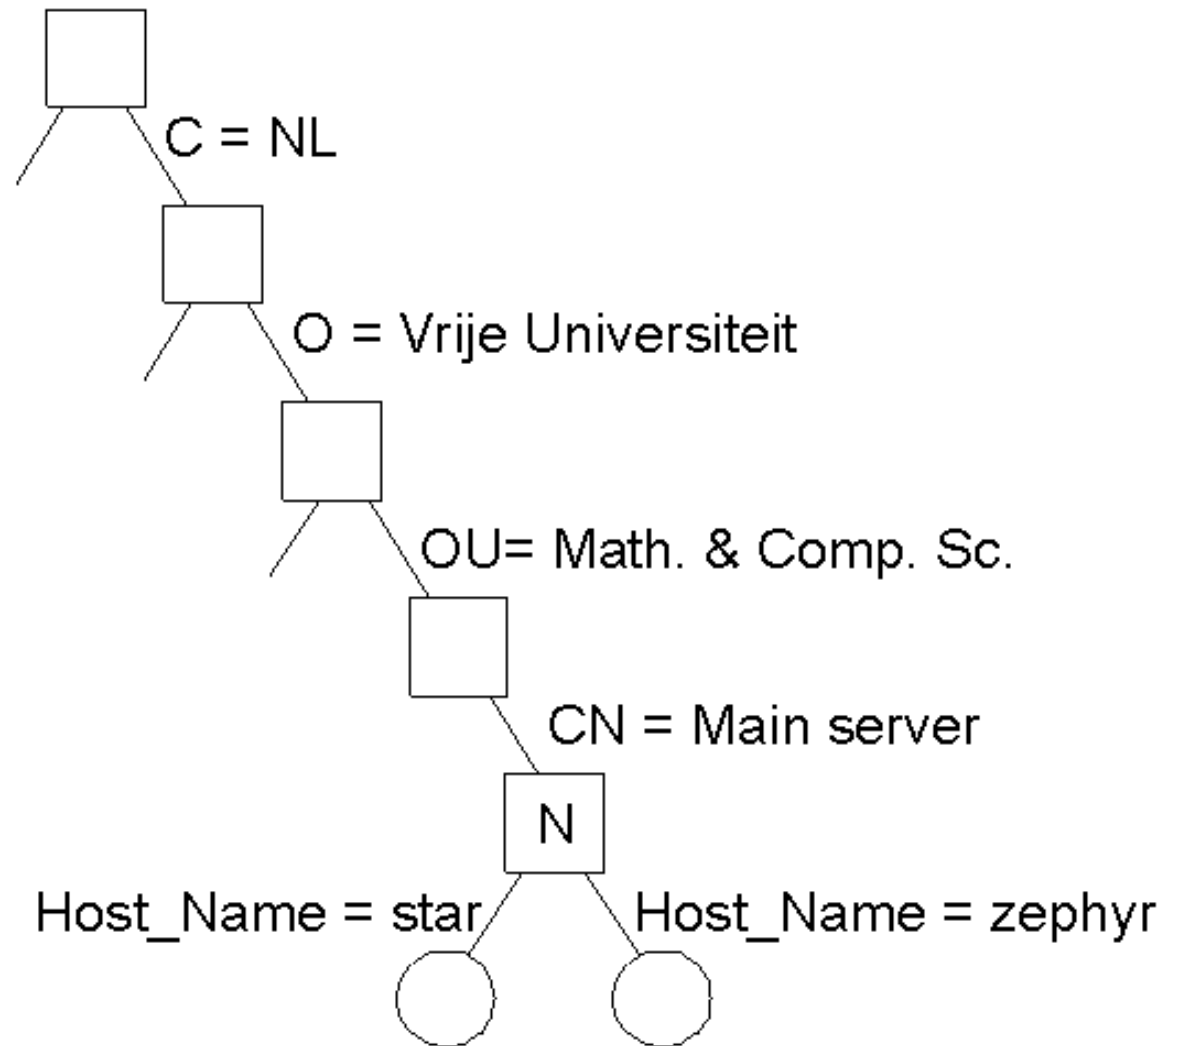 C = NL
O = Vrije Universiteit
OU= Math. & Comp. Sc.
CN = Main server
N
Host_Name = star
Host_Name = zephyr